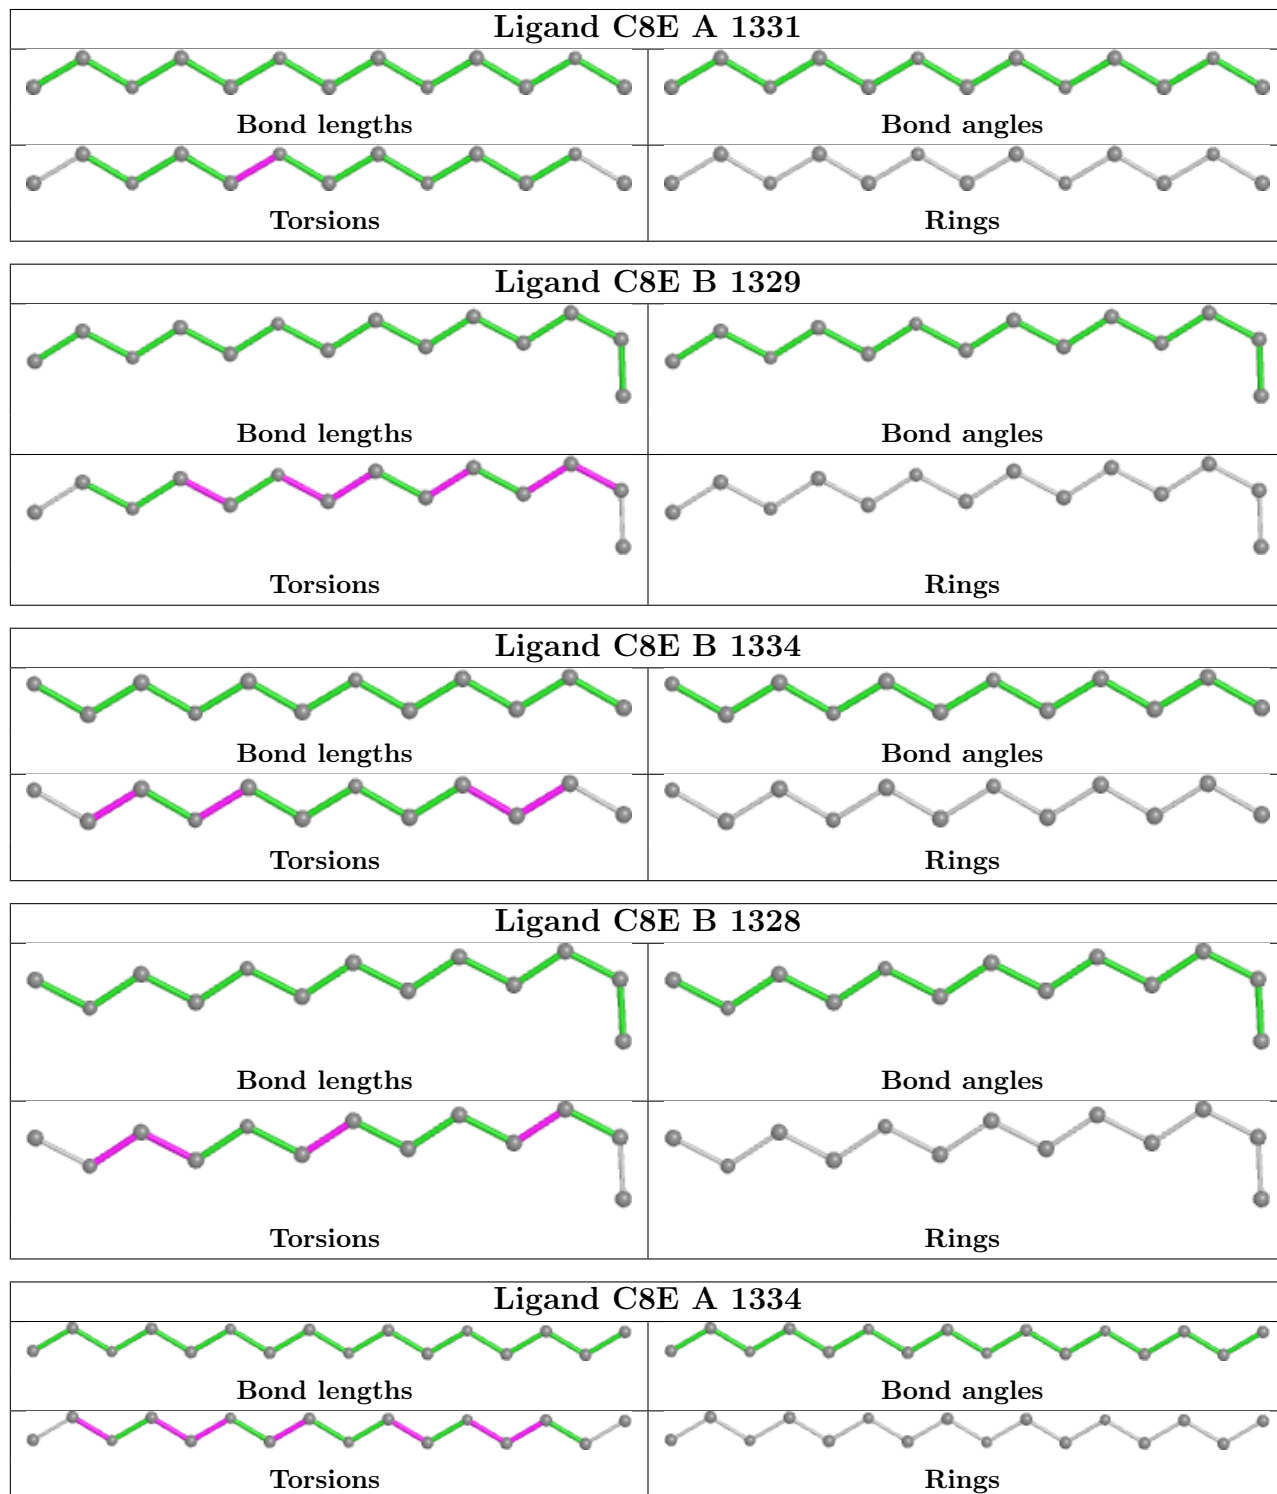 Ligand C8E A 1331
Bond lengths
Bond angles
Torsions
Rings
Ligand C8E B 1329
Bond lengths
Bond angles
Torsions
Rings
Ligand C8E B 1334
Bond lengths
Bond angles
Torsions
Rings
Ligand C8E B 1328
Bond lengths
Bond angles
Torsions
Rings
Ligand C8E A 1334
Bond lengths
Bond angles
Torsions
Rings